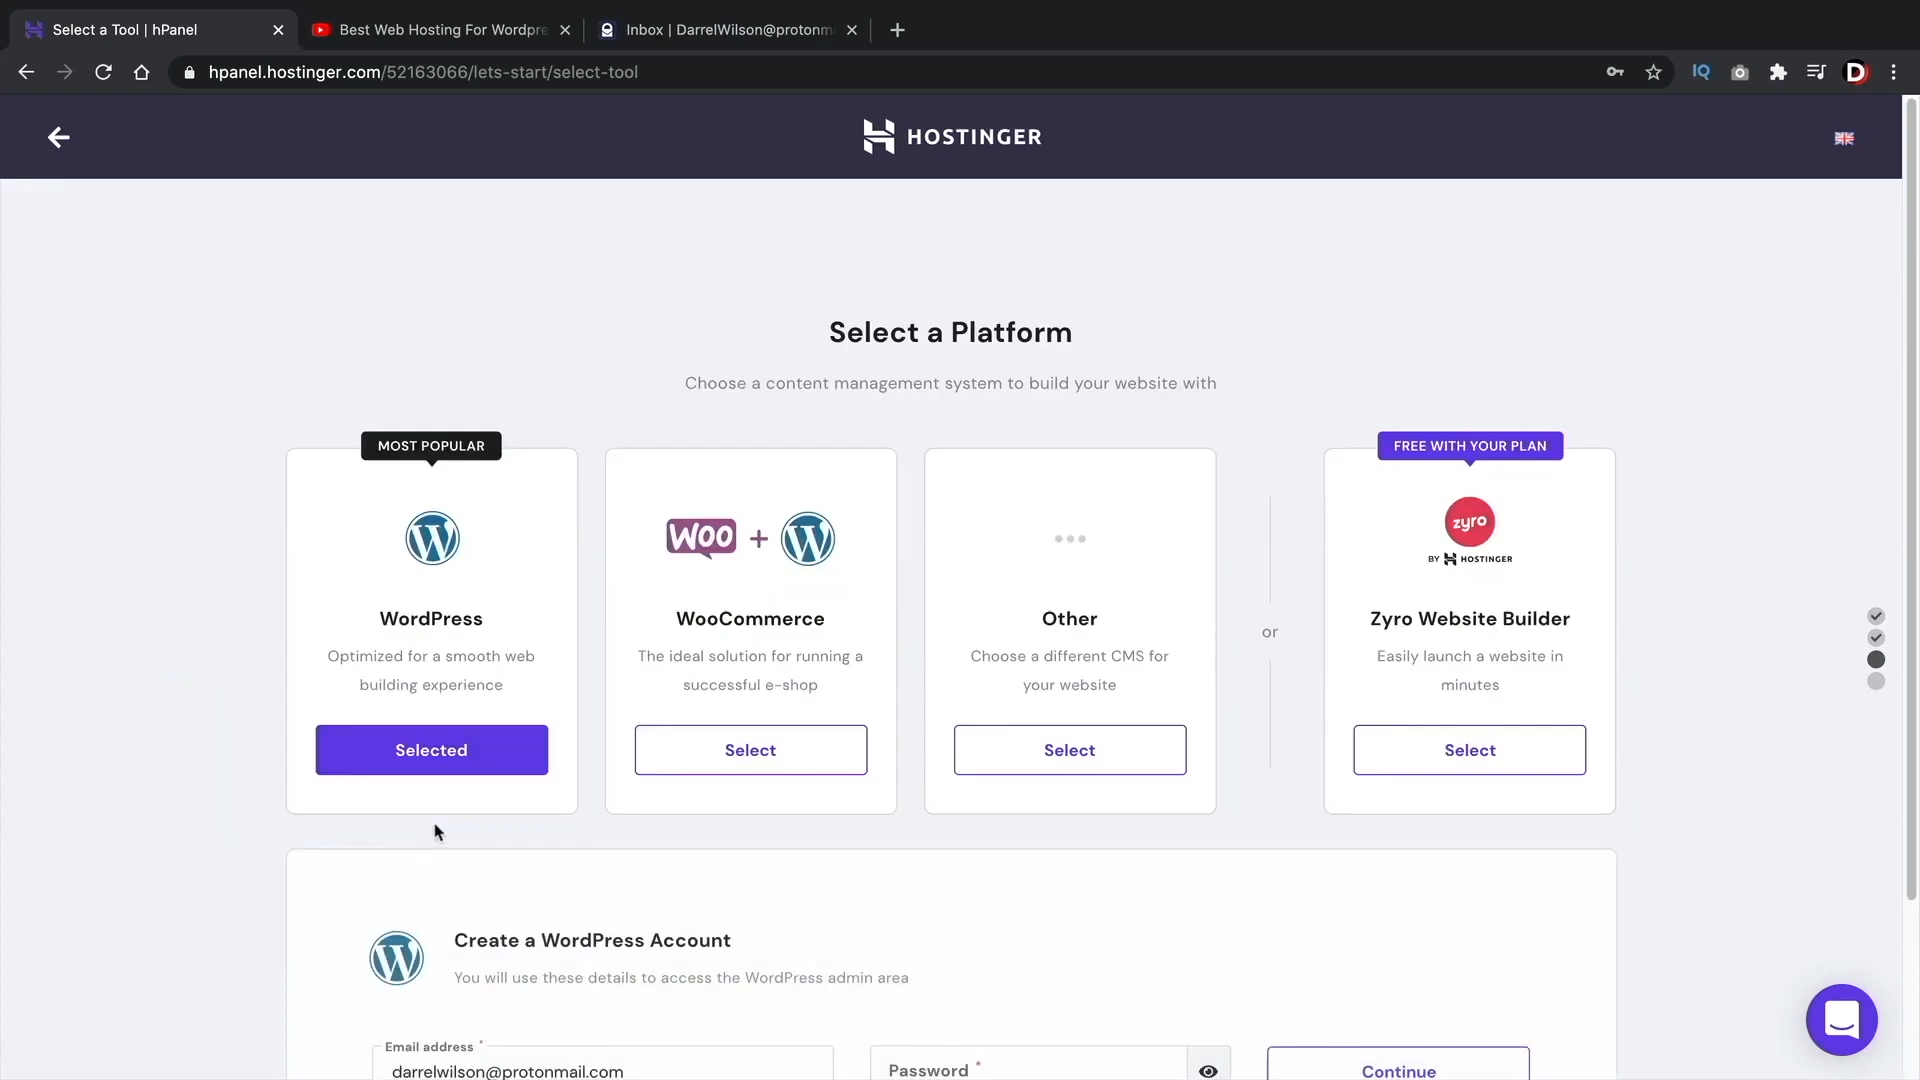 Select a Tool | hPanel
Best Web Hosting For Wordpre
Inbox | DarrelWilson@protonm
hpanel.hostinger.com/52163066/lets-start/select-tool
IQ
D
HOSTINGER
Select a Platform
Choose a content management system to build your website with
MOST POPULAR
WordPress
Optimized for a smooth web
building experience
Selected
WOO + W
WooCommerce
The ideal solution for running a
successful e-shop
Select
Other
Choose a different CMS for
your website
Select
or
FREE WITH YOUR PLAN
zyro
BY HOSTINGER
Zyro Website Builder
Easily launch a website in
minutes
Select
Create a WordPress Account
You will use these details to access the WordPress admin area
Email address *
darrelwilson@protonmail.com
Password *
Continue